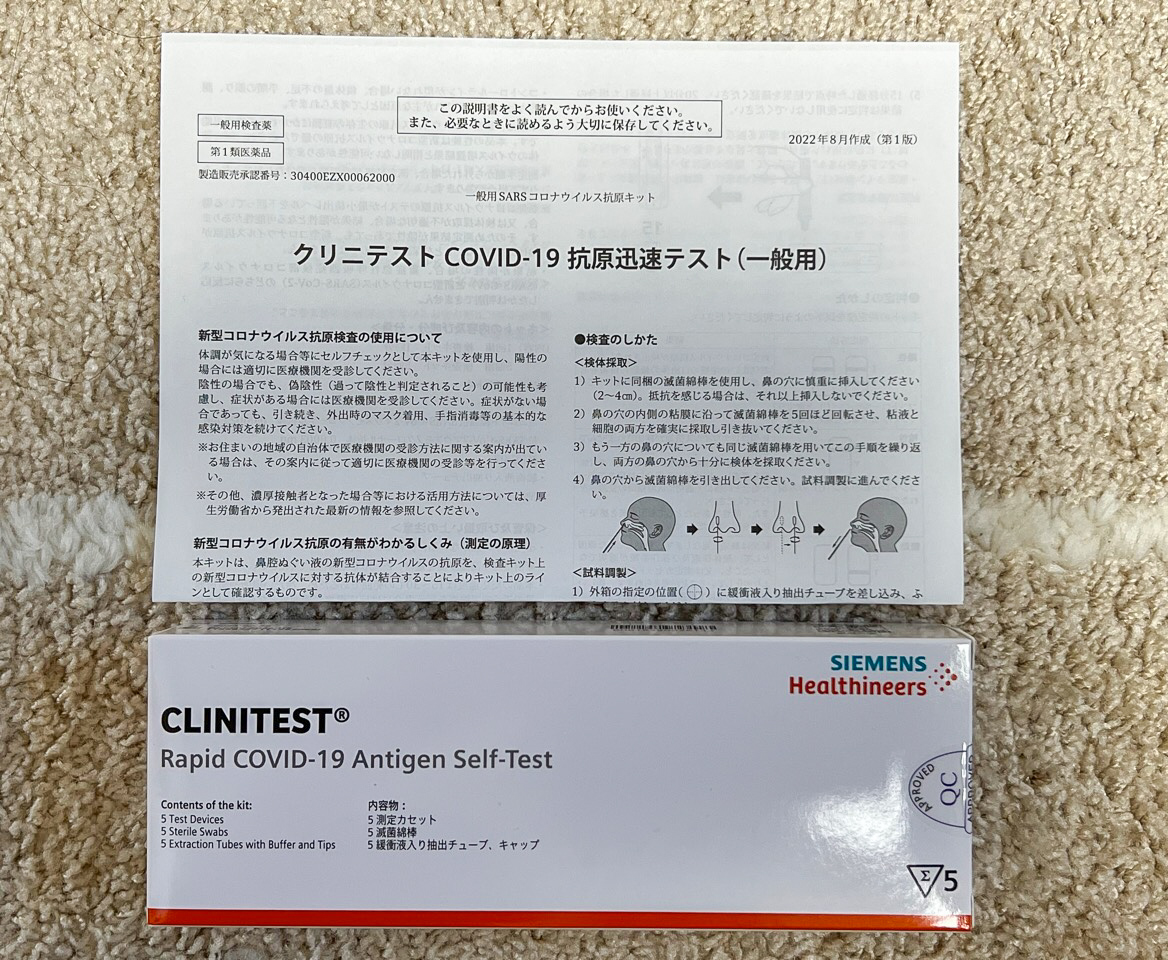 この説明書をよく読んでからお使いください。
また、必要なときに読めるよう大切に保存してください。
一般用検査薬
第1類医薬品
2022年8月作成（第1版）
製造販売承認番号：30400EZX00062000
一般用SARSコロナウイルス抗原キット
クリニテスト COVID-19 抗原迅速テスト（一般用）
新型コロナウイルス抗原検査の使用について
体調が気になる場合等にセルフチェックとして本キットを使用し、陽性の
場合には適切に医療機関を受診してください。
陰性の場合でも、偽陰性（過って陰性と判定されること）の可能性も考
慮し、症状がある場合には医療機関を受診してください。症状がない場
合であっても、引き続き、外出時のマスク着用、手指消毒等の基本的な
感染対策を続けてください。
※お住まいの地域の自治体で医療機関の受診方法に関する案内が出てい
る場合は、その案内に従って適切に医療機関の受診等を行ってくださ
い。
※その他、濃厚接触者となった場合等における活用方法については、厚
生労働省から発出された最新の情報を参照してください。
新型コロナウイルス抗原の有無がわかるしくみ（測定の原理）
本キットは、鼻腔ぬぐい液の新型コロナウイルスの抗原を、検査キット上
の新型コロナウイルスに対する抗体が結合することによりキット上のライ
ンとして確認するものです。
●検査のしかた
＜検体採取＞
1）キットに同梱の滅菌綿棒を使用し、鼻の穴に慎重に挿入してください
（2～4㎝）。抵抗を感じる場合は、それ以上挿入しないでください。
2）鼻の穴の内側の粘膜に沿って滅菌綿棒を5回ほど回転させ、粘液と
細胞の両方を確実に採取し引き抜いてください。
3）もう一方の鼻の穴についても同じ滅菌綿棒を用いてこの手順を繰り返
し、両方の鼻の穴から十分に検体を採取ください。
4）鼻の穴から滅菌綿棒を引き出してください。試料調製に進んでくださ
い。
＜試料調製＞
1）外箱の指定の位置（ ）に緩衝液入り抽出チューブを差し込み、ふ
SIEMENS
Healthineers
CLINITEST®
Rapid COVID-19 Antigen Self-Test
Contents of the kit:
5 Test Devices
5 Sterile Swabs
5 Extraction Tubes with Buffer and Tips
内容物：
5 測定カセット
5 滅菌綿棒
5 緩衝液入り抽出チューブ、キャップ
APPROVED
QC
APPROVED
Σ 5